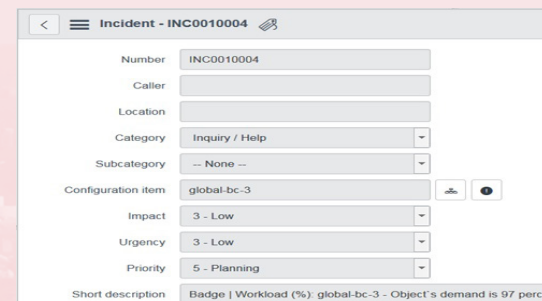 Incident - INC0010004
Number INC0010004
Caller
Location
Category Inquiry / Help
Subcategory -- None --
Configuration item global-bc-3
Impact 3 - Low
Urgency 3 - Low
Priority 5 - Planning
Short description Badge | Workload (%): global-bc-3 - Object`s demand is 97 perc